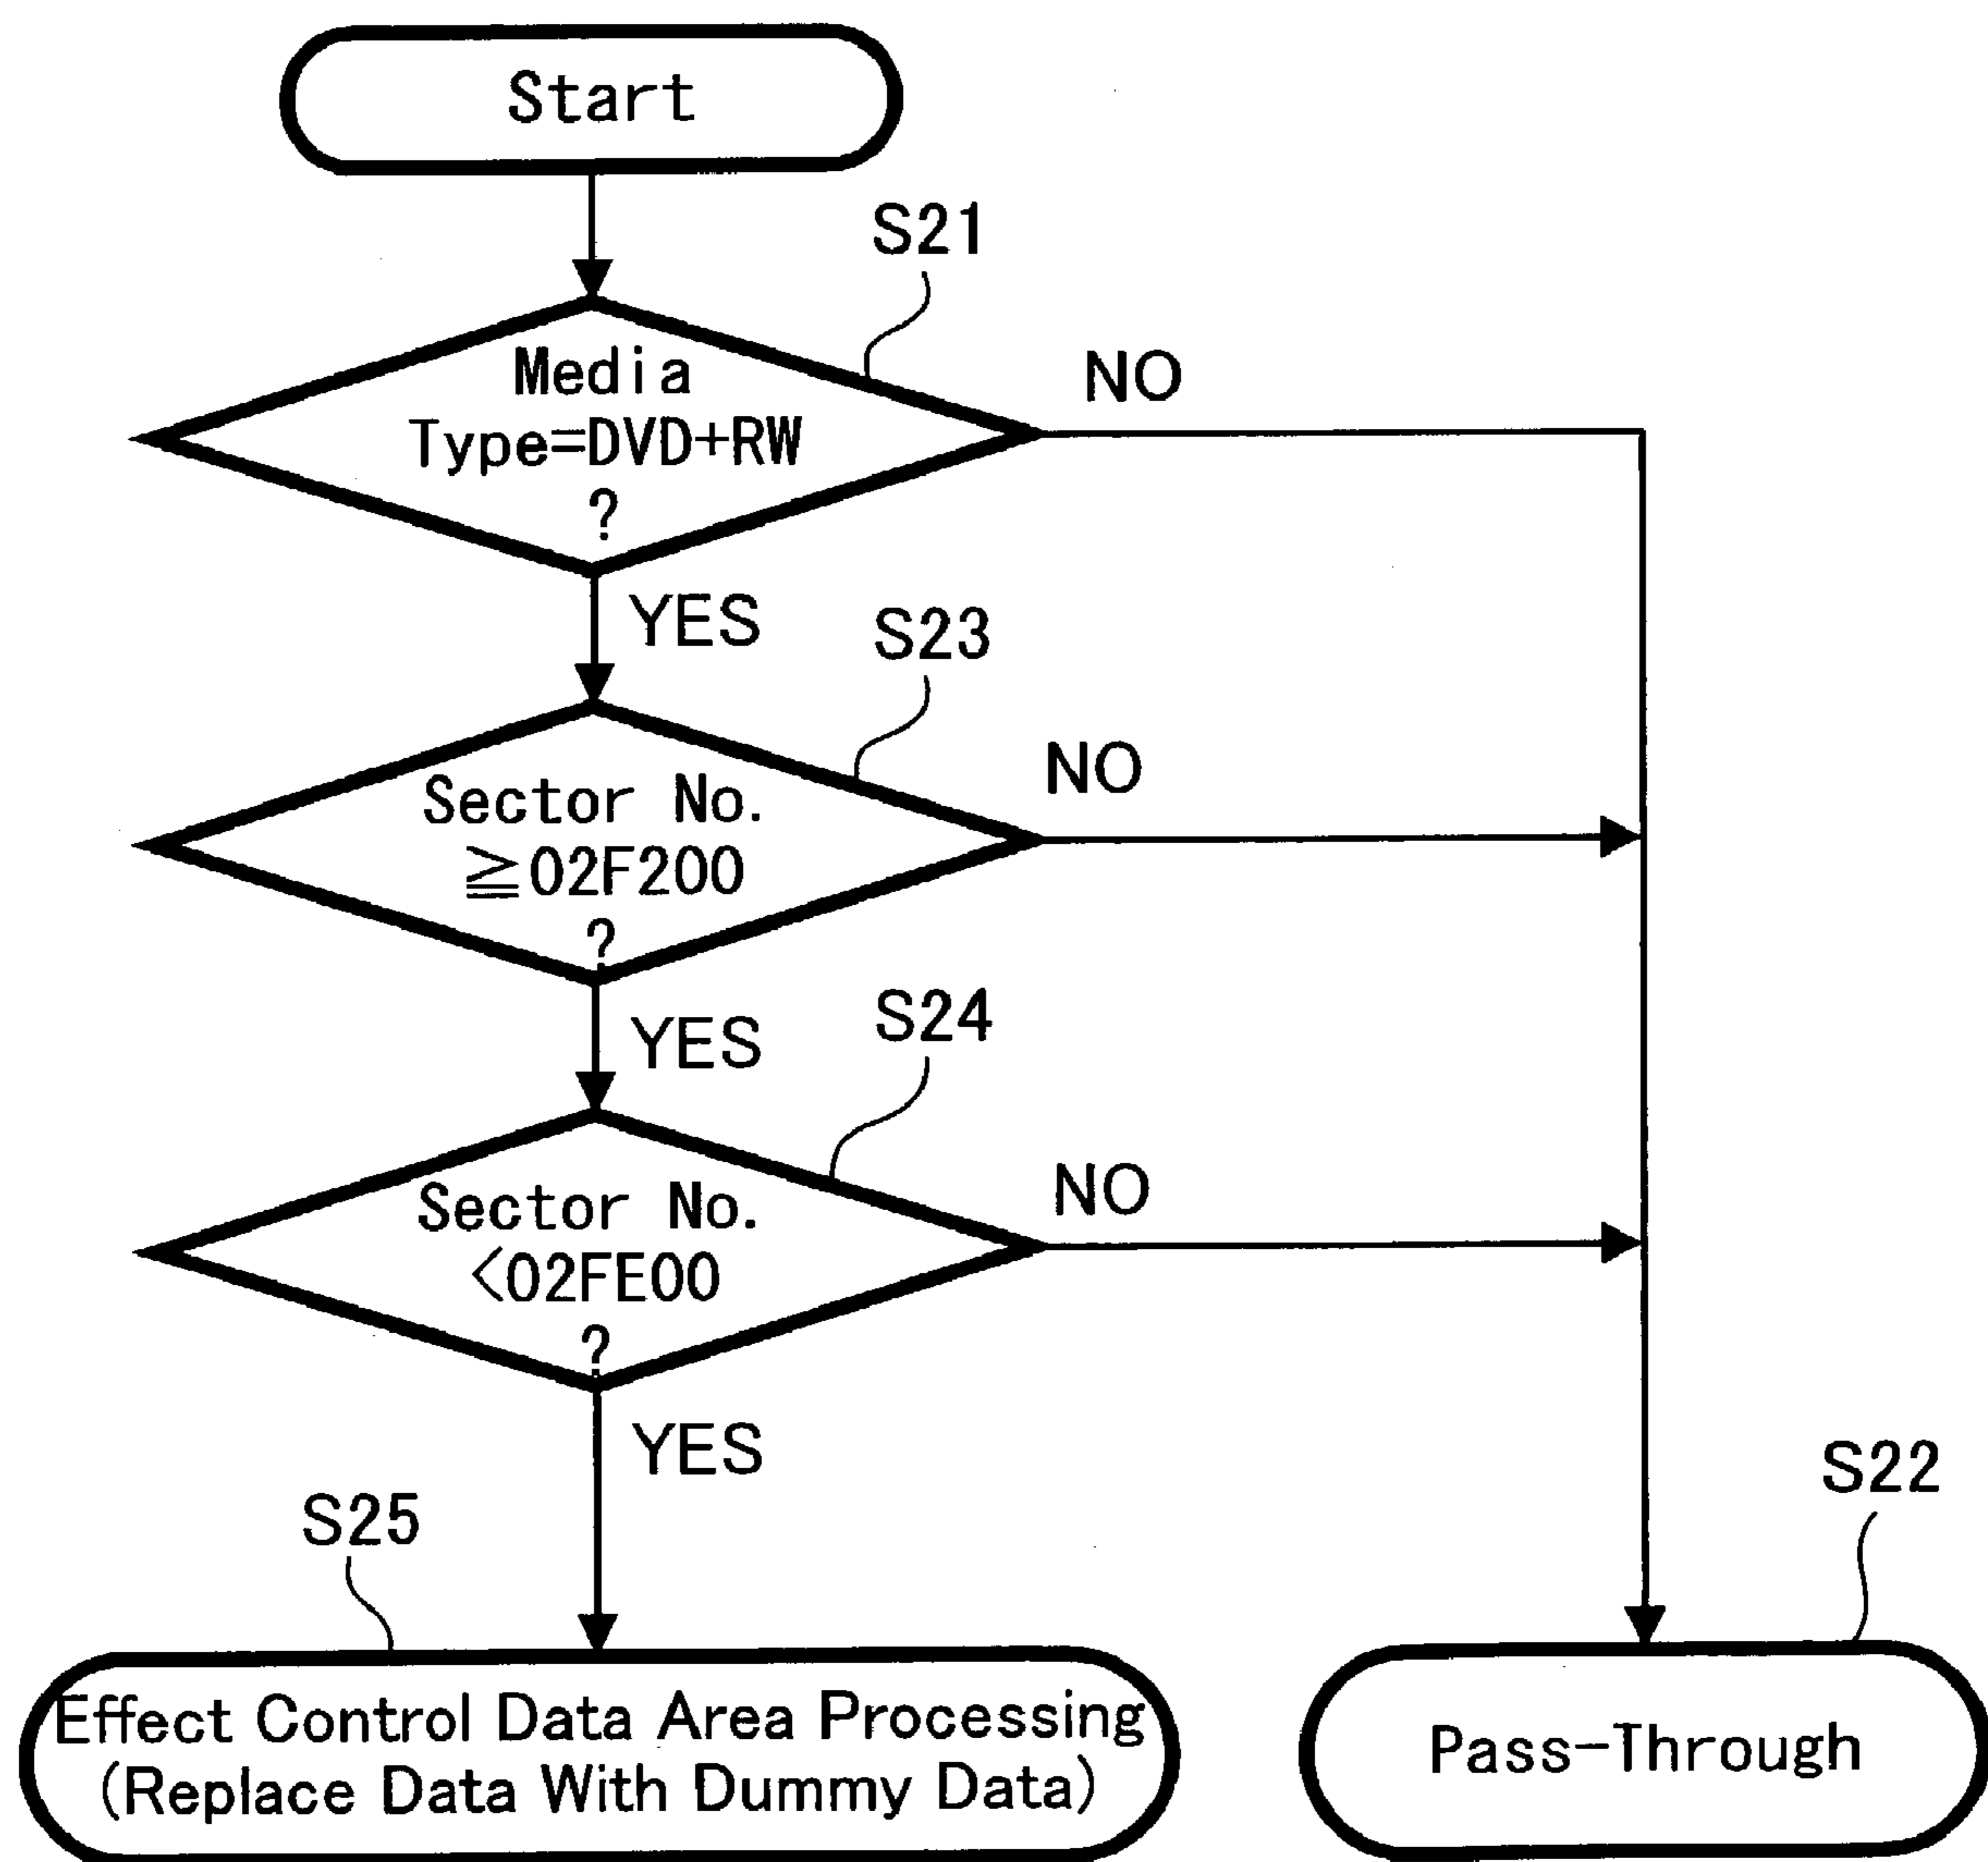 Start
S21
Media
Type=DVD+RW
?
NO
YES
S23
Sector No.
≧02F200
?
NO
YES
S24
Sector No.
<02FE00
?
NO
YES
S25
Effect Control Data Area Processing
(Replace Data With Dummy Data)
S22
Pass-Through